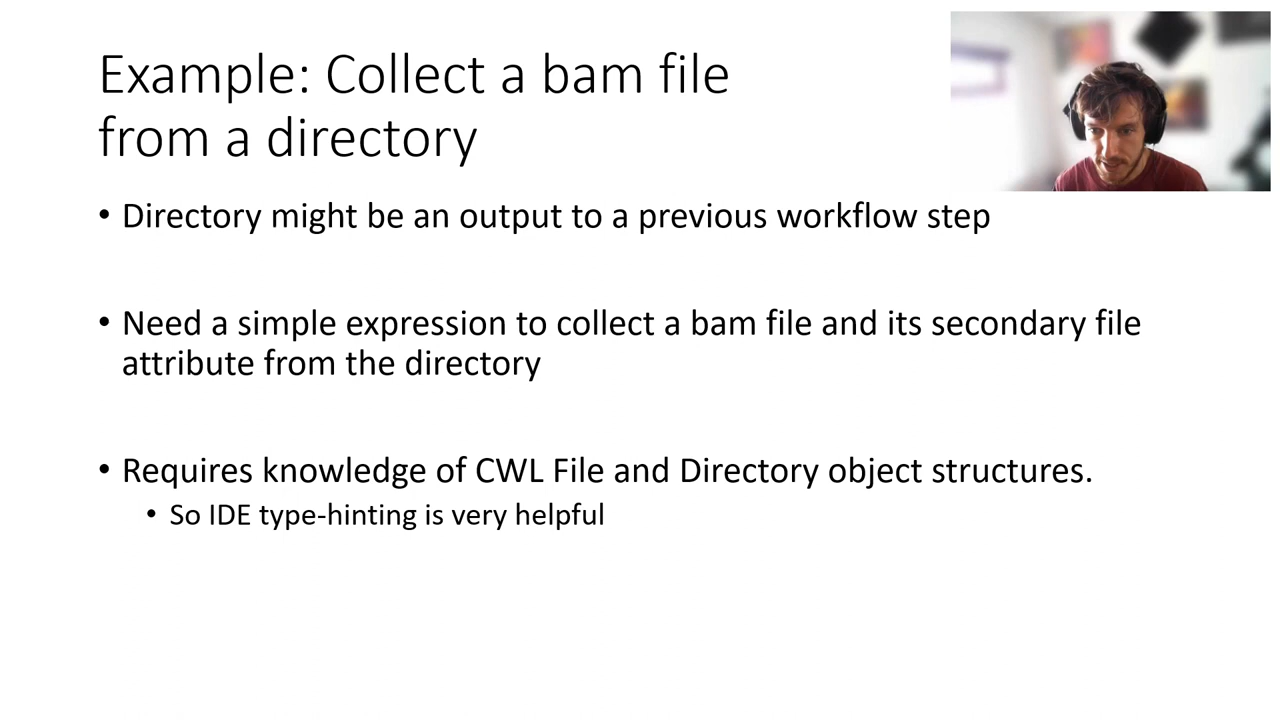 Example: Collect a bam file
from a directory
• Directory might be an output to a previous workflow step
• Need a simple expression to collect a bam file and its secondary file
attribute from the directory
• Requires knowledge of CWL File and Directory object structures.
• So IDE type-hinting is very helpful